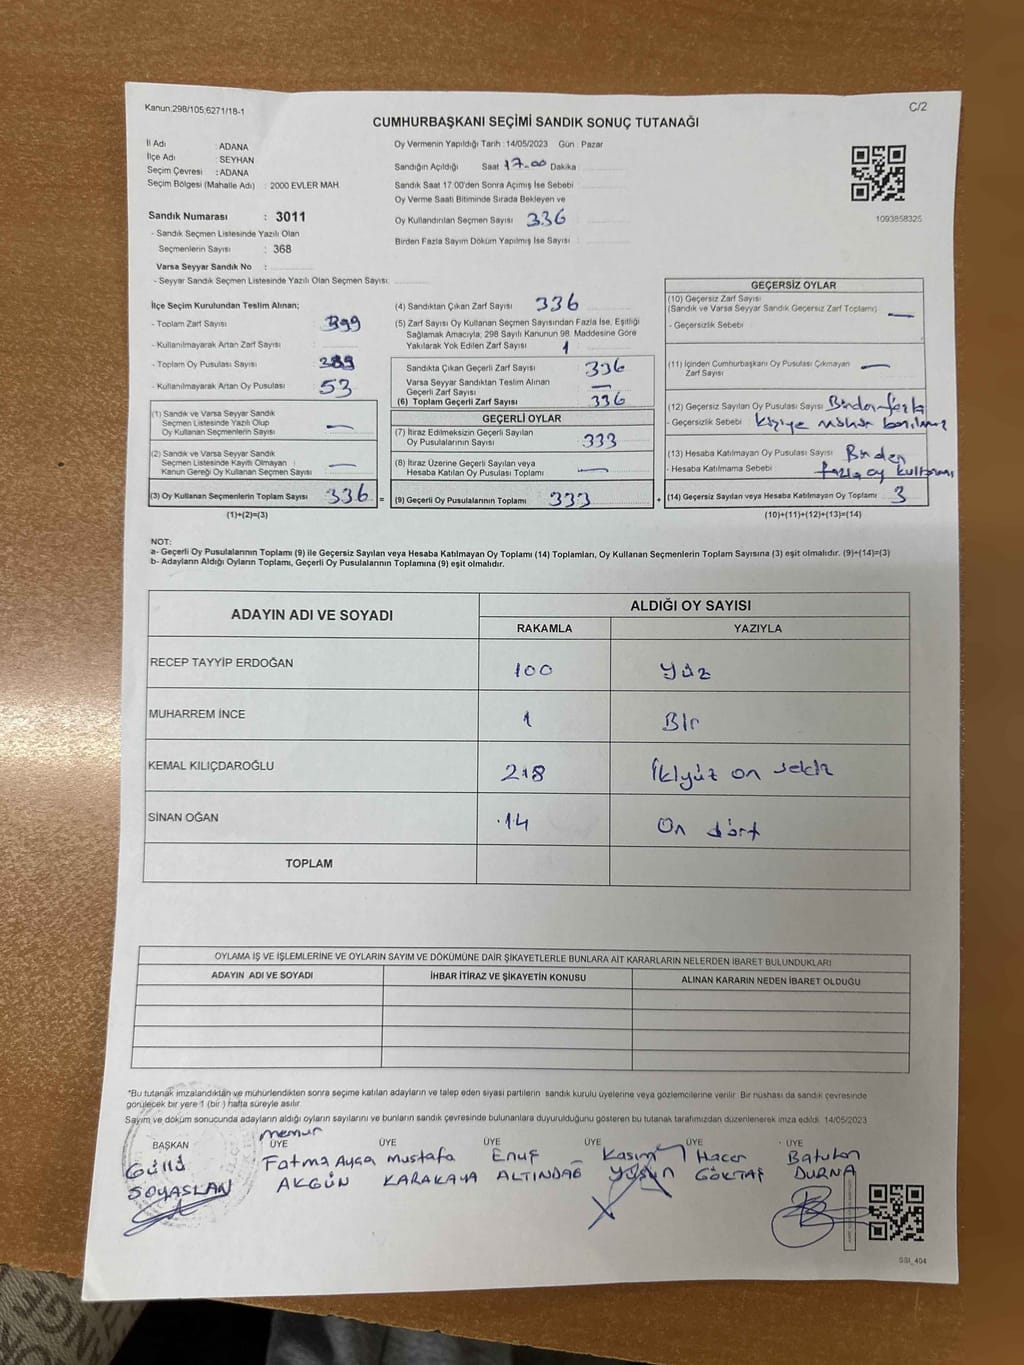 Kanun:298/105;6271/18-1
C/2
CUMHURBAŞKANI SEÇİMİ SANDIK SONUÇ TUTANAĞI
İl Adı : ADANA
İlçe Adı : SEYHAN
Seçim Çevresi : ADANA
Seçim Bölgesi (Mahalle Adı) : 2000 EVLER MAH.
Sandık Numarası : 3011
- Sandık Seçmen Listesinde Yazılı Olan
Seçmenlerin Sayısı : 368
Varsa Seyyar Sandık No :
- Seyyar Sandık Seçmen Listesinde Yazılı Olan Seçmen Sayısı:
Oy Vermenin Yapıldığı Tarih : 14/05/2023 Gün : Pazar
Sandığın Açıldığı Saat 17.00 Dakika
Sandık Saat 17:00'den Sonra Açımış İse Sebebi
Oy Verme Saati Bitiminde Sırada Bekleyen ve
Oy Kullandırılan Seçmen Sayısı 336
Birden Fazla Sayım Döküm Yapılmış İse Sayısı
1093858325
İlçe Seçim Kurulundan Teslim Alınan;
- Toplam Zarf Sayısı 399
- Kullanılmayarak Artan Zarf Sayısı
- Toplam Oy Pusulası Sayısı 389
- Kullanılmayarak Artan Oy Pusulası 53
(1) Sandık ve Varsa Seyyar Sandık
Seçmen Listesinde Yazılı Olup
Oy Kullanan Seçmenlerin Sayısı —
(2) Sandık ve Varsa Seyyar Sandık
Seçmen Listesinde Kayıtlı Olmayan
Kanun Gereği Oy Kullanan Seçmen Sayısı —
(3) Oy Kullanan Seçmenlerin Toplam Sayısı 336 =
(1)+(2)=(3)
(4) Sandıktan Çıkan Zarf Sayısı 336
(5) Zarf Sayısı Oy Kullanan Seçmen Sayısından Fazla İse, Eşitliği
Sağlamak Amacıyla; 298 Sayılı Kanunun 98. Maddesine Göre
Yakılarak Yok Edilen Zarf Sayısı 1
Sandıkta Çıkan Geçerli Zarf Sayısı 336
Varsa Seyyar Sandıktan Teslim Alınan
Geçerli Zarf Sayısı —
(6) Toplam Geçerli Zarf Sayısı 336
GEÇERLİ OYLAR
(7) İtiraz Edilmeksizin Geçerli Sayılan
Oy Pusulalarının Sayısı 333
(8) İtiraz Üzerine Geçerli Sayılan veya
Hesaba Katılan Oy Pusulası Toplamı —
(9) Geçerli Oy Pusulalarının Toplamı 333 +
GEÇERSİZ OYLAR
(10) Geçersiz Zarf Sayısı
(Sandık ve Varsa Seyyar Sandık Geçersiz Zarf Toplamı) —
- Geçersizlik Sebebi
(11) İçinden Cumhurbaşkanı Oy Pusulası Çıkmayan —
Zarf Sayısı
(12) Geçersiz Sayılan Oy Pusulası Sayısı Birden fazla
- Geçersizlik Sebebi kişiye mühür basılmış
(13) Hesaba Katılmayan Oy Pusulası Sayısı Birden
- Hesaba Katılmama Sebebi fazla oy
(14) Geçersiz Sayılan veya Hesaba Katılmayan Oy Toplamı 3
(10)+(11)+(12)+(13)=(14)
NOT:
a- Geçerli Oy Pusulalarının Toplamı (9) ile Geçersiz Sayılan veya Hesaba Katılmayan Oy Toplamı (14) Toplamları, Oy Kullanan Seçmenlerin Toplam Sayısına (3) eşit olmalıdır. (9)+(14)=(3)
b- Adayların Aldığı Oyların Toplamı, Geçerli Oy Pusulalarının Toplamına (9) eşit olmalıdır.
ADAYIN ADI VE SOYADI
ALDIĞI OY SAYISI
RAKAMLA YAZIYLA
RECEP TAYYİP ERDOĞAN 100 Yüz
MUHARREM İNCE 1 Bir
KEMAL KILIÇDAROĞLU 218 İkiyüz on sekiz
SİNAN OĞAN 14 On dört
TOPLAM
OYLAMA İŞ VE İŞLEMLERİNE VE OYLARIN SAYIM VE DÖKÜMÜNE DAİR ŞİKAYETLERLE BUNLARA AİT KARARLARIN NELERDEN İBARET BULUNDUKLARI
ADAYIN ADI VE SOYADI İHBAR İTİRAZ VE ŞİKAYETİN KONUSU ALINAN KARARIN NEDEN İBARET OLDUĞU
*Bu tutanak imzalandıktan ve mühürlendikten sonra seçime katılan adayların ve talep eden siyasi partilerin sandık kurulu üyelerine veya gözlemcilerine verilir. Bir nüshası da sandık çevresinde
görülecek bir yere 1 (bir ) hafta süreyle asılır.
Sayım ve döküm sonucunda adayların aldığı oyların sayılarını ve bunların sandık çevresinde bulunanlara duyurulduğunu gösteren bu tutanak tarafımızdan düzenlenerek imza edildi. 14/05/2023
memur
BAŞKAN ÜYE ÜYE ÜYE ÜYE ÜYE ÜYE
Güllü Fatma Ayça Mustafa Enuş Kasım Hacer Batuhan
SOYASLAN AKGÜN KARAKAYA ALTINDAĞ Yosun GÖKTAŞ DURNA
SSI_404